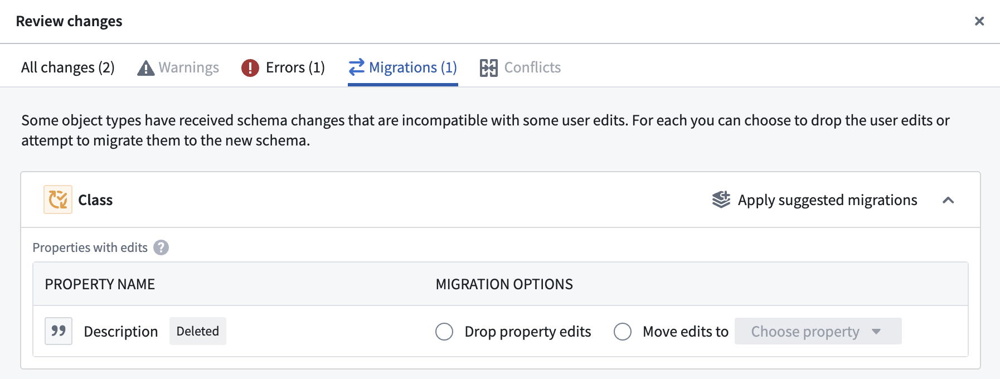 Review changes
All changes (2) Warnings Errors (1) Migrations (1) Conflicts
Some object types have received schema changes that are incompatible with some user edits. For each you can choose to drop the user edits or
attempt to migrate them to the new schema.
Class Apply suggested migrations
Properties with edits ?
PROPERTY NAME MIGRATION OPTIONS
Description Deleted Drop property edits Move edits to Choose property